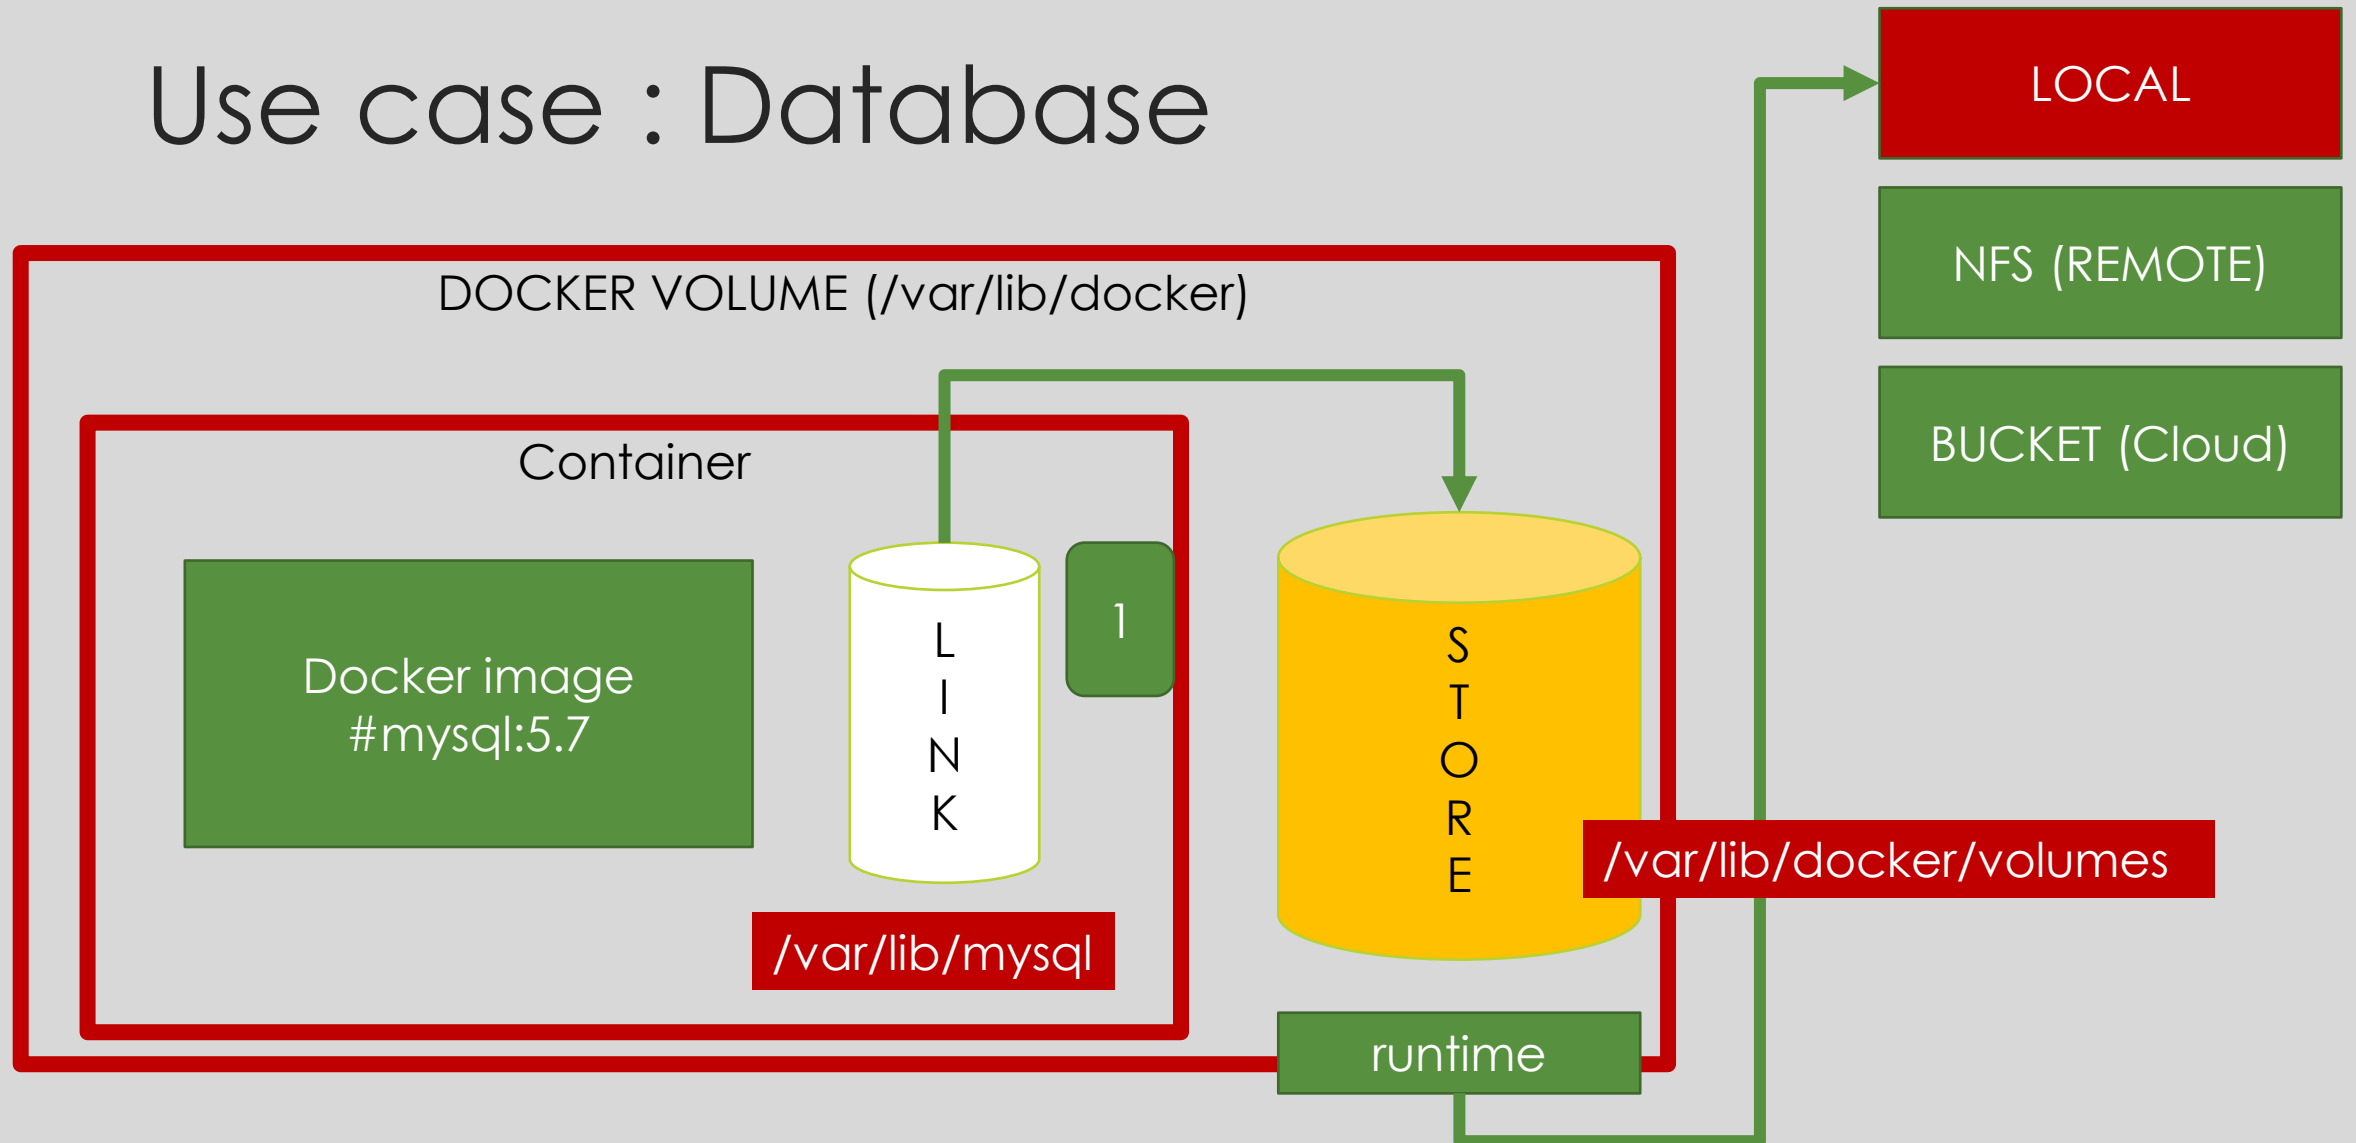 Use case : Database
LOCAL
NFS (REMOTE)
BUCKET (Cloud)
DOCKER VOLUME (/var/lib/docker)
Container
Docker image
#mysql:5.7
L
I
N
K
1
/var/lib/mysql
S
T
O
R
E
/var/lib/docker/volumes
runtime